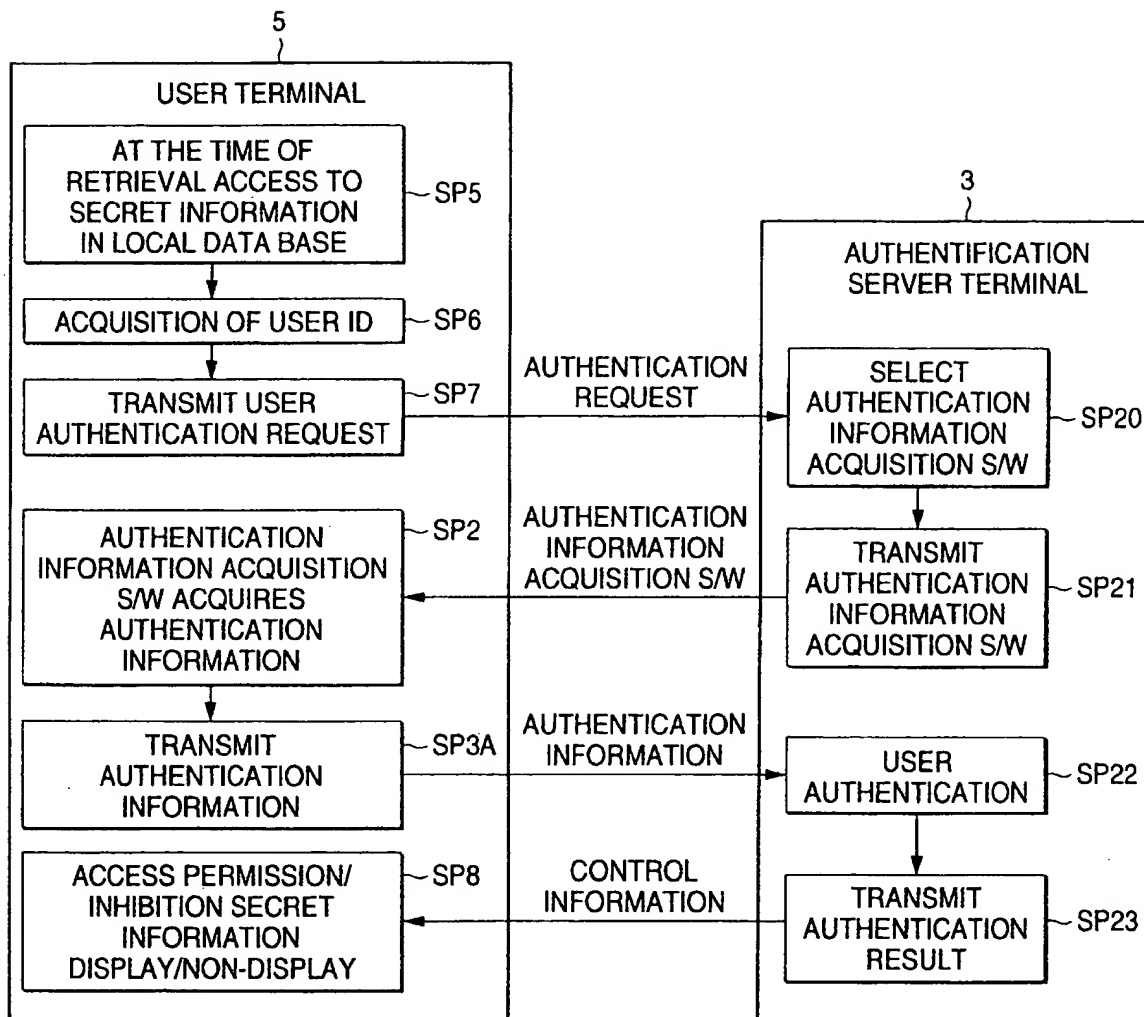 5
USER TERMINAL
AT THE TIME OF
RETRIEVAL ACCESS TO
SECRET INFORMATION
IN LOCAL DATA BASE
SP5
ACQUISITION OF USER ID
SP6
TRANSMIT USER
AUTHENTICATION REQUEST
SP7
AUTHENTICATION
REQUEST
3
AUTHENTIFICATION
SERVER TERMINAL
SELECT
AUTHENTICATION
INFORMATION
ACQUISITION S/W
SP20
TRANSMIT
AUTHENTICATION
INFORMATION
ACQUISITION S/W
SP21
AUTHENTICATION
INFORMATION
ACQUISITION S/W
AUTHENTICATION
INFORMATION ACQUISITION
S/W ACQUIRES
AUTHENTICATION
INFORMATION
SP2
TRANSMIT
AUTHENTICATION
INFORMATION
SP3A
AUTHENTICATION
INFORMATION
USER
AUTHENTICATION
SP22
TRANSMIT
AUTHENTICATION
RESULT
SP23
CONTROL
INFORMATION
ACCESS PERMISSION/
INHIBITION SECRET
INFORMATION
DISPLAY/NON-DISPLAY
SP8